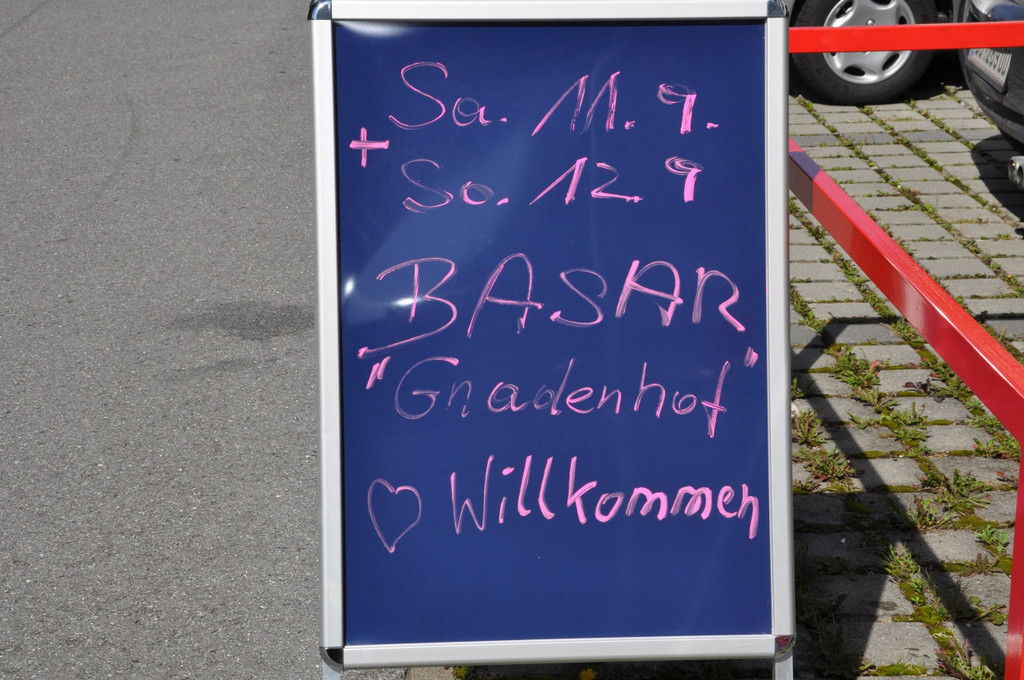 Sa. 11. 9.
+
So. 12. 9
BASAR
"Gnadenhof"
♡ Willkommen